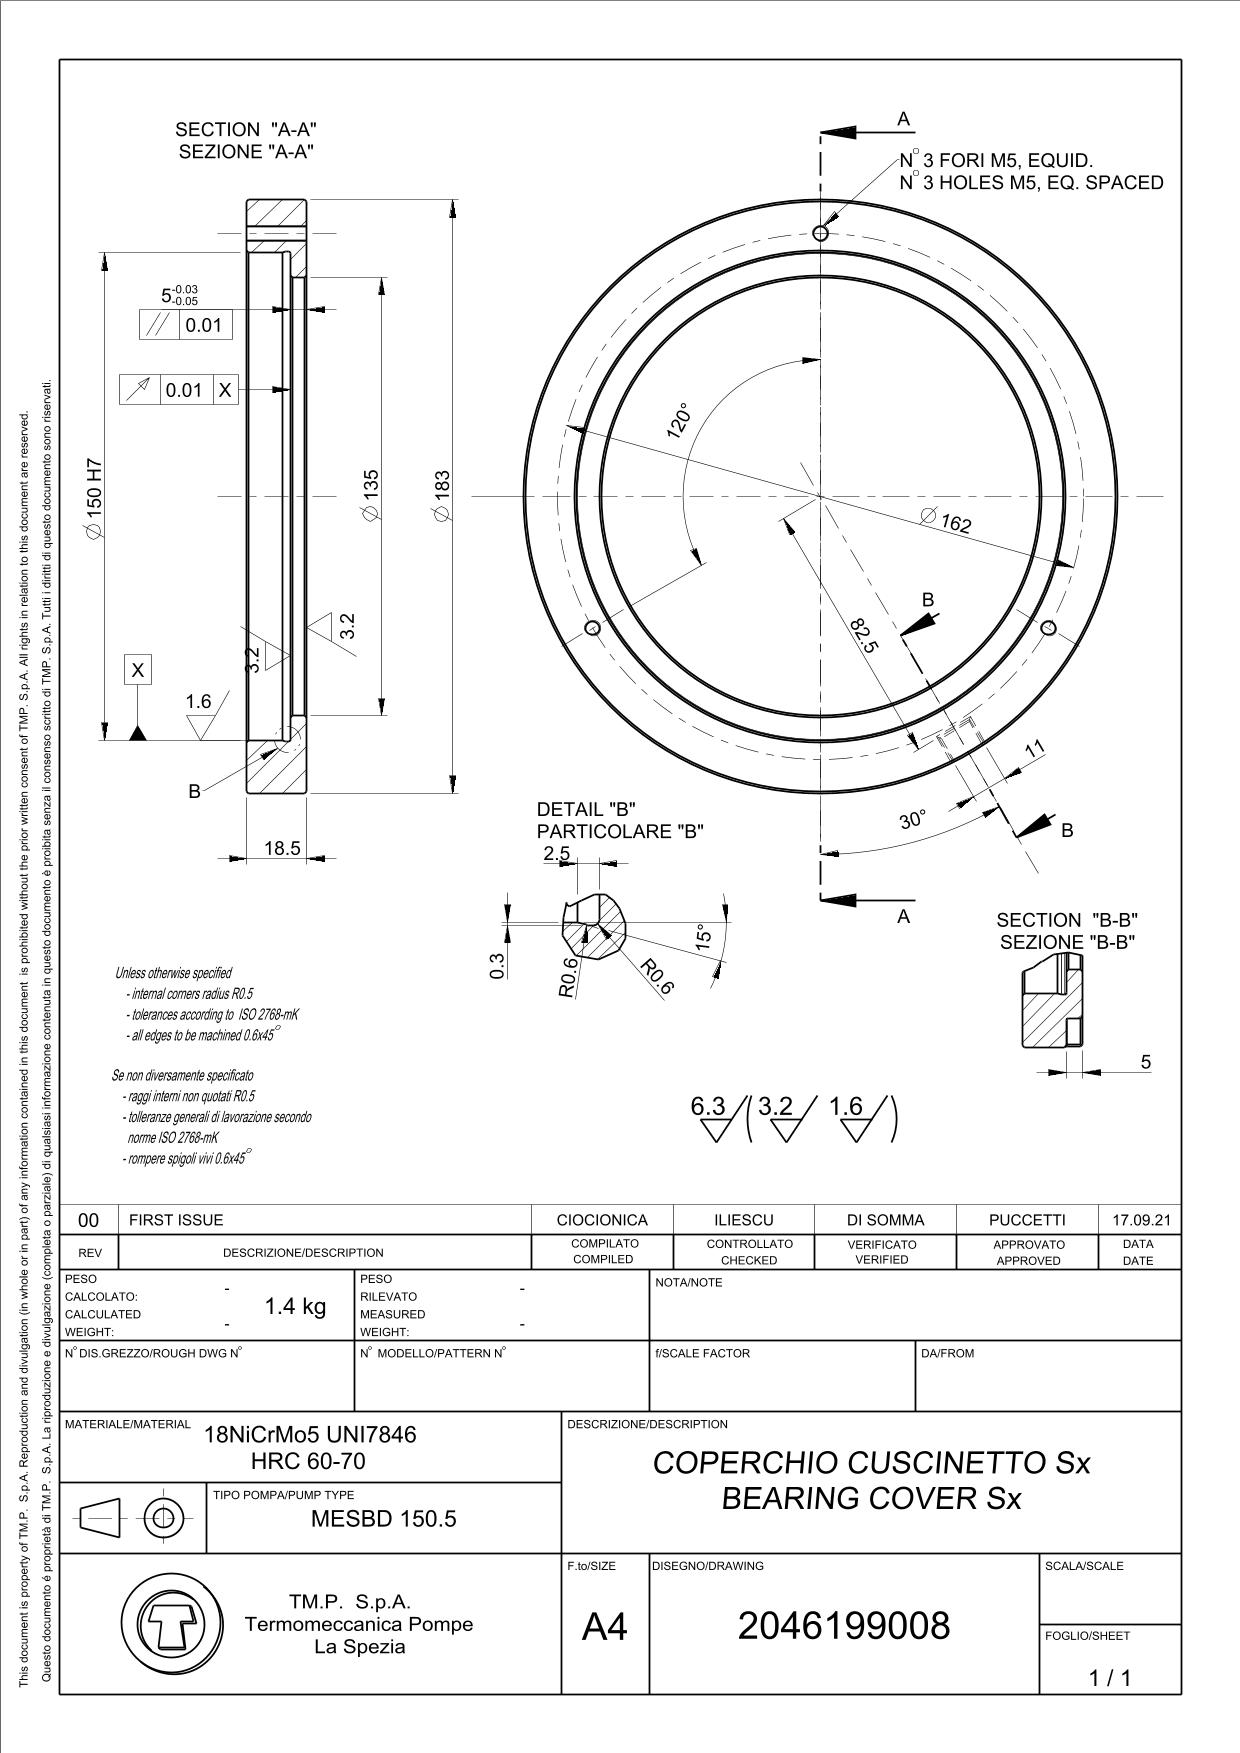 SECTION "A-A"
SEZIONE "A-A"
A
N° 3 FORI M5, EQUID.
N° 3 HOLES M5, EQ. SPACED
5 -0.03
-0.05
// 0.01
0.01 X
Ø 150 H7
Ø 135
Ø 183
120°
Ø 162
82.5
B
3.2
3.2
X
1.6
B
11
30°
B
18.5
A
DETAIL "B"
PARTICOLARE "B"
2.5
0.3
R0.6
R0.6
15°
SECTION "B-B"
SEZIONE "B-B"
5
Unless otherwise specified
- internal corners radius R0.5
- tolerances according to ISO 2768-mK
- all edges to be machined 0.6x45°
Se non diversamente specificato
- raggi interni non quotati R0.5
- tolleranze generali di lavorazione secondo
norme ISO 2768-mK
- rompere spigoli vivi 0.6x45°
6.3 ( 3.2 1.6 )
This document is property of TM.P. S.p.A. Reproduction and divulgation (in whole or in part) of any information contained in this document is prohibited without the prior written consent of TMP. S.p.A. All rights in relation to this document are reserved.
Questo documento é proprietà di TM.P. S.p.A. La riproduzione e divulgazione (completa o parziale) di qualsiasi informazione contenuta in questo documento è proibita senza il consenso scritto di TMP. S.p.A. Tutti i diritti di questo documento sono riservati.
00 FIRST ISSUE CIOCIONICA ILIESCU DI SOMMA PUCCETTI 17.09.21
REV DESCRIZIONE/DESCRIPTION COMPILATO CONTROLLATO VERIFICATO APPROVATO DATA
COMPILED CHECKED VERIFIED APPROVED DATE
PESO
CALCOLATO: -
CALCULATED 1.4 kg
WEIGHT: -
PESO
RILEVATO -
MEASURED
WEIGHT: -
NOTA/NOTE
N° DIS.GREZZO/ROUGH DWG N°
N° MODELLO/PATTERN N°
f/SCALE FACTOR
DA/FROM
MATERIALE/MATERIAL
18NiCrMo5 UNI7846
HRC 60-70
DESCRIZIONE/DESCRIPTION
COPERCHIO CUSCINETTO Sx
BEARING COVER Sx
TIPO POMPA/PUMP TYPE
MESBD 150.5
TM.P. S.p.A.
Termomeccanica Pompe
La Spezia
F.to/SIZE
A4
DISEGNO/DRAWING
2046199008
SCALA/SCALE
FOGLIO/SHEET
1 / 1